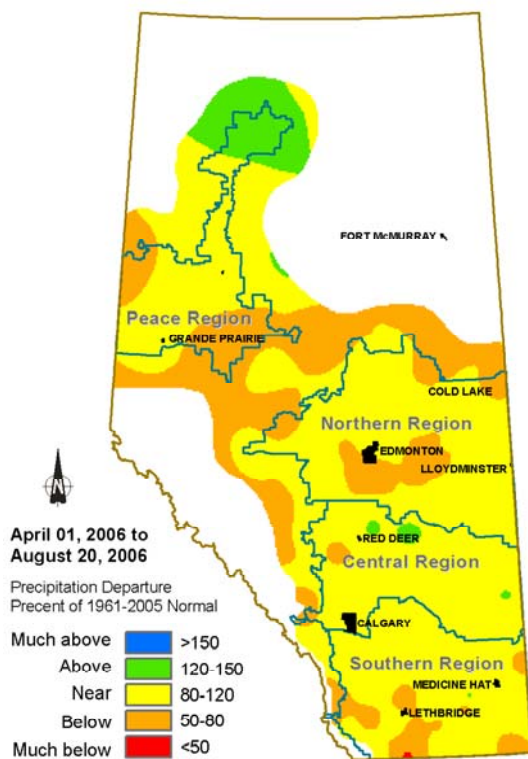 FORT McMURRAY
Peace Region
GRANDE PRAIRIE
COLD LAKE
Northern Region
EDMONTON
LLOYDMINSTER
N
April 01, 2006 to
August 20, 2006
RED DEER
Central Region
Precipitation Departure
Precent of 1961-2005 Normal
CALGARY
Much above >150
Above 120-150
Near 80-120
Below 50-80
Much below <50
Southern Region
MEDICINE HAT
LETHBRIDGE